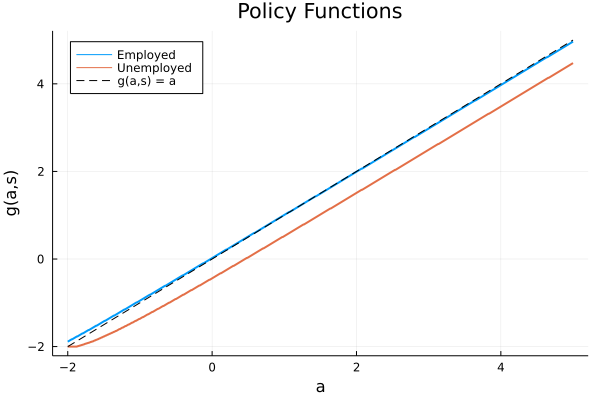 Policy Functions
Employed
Unemployed
g(a,s) = a
g(a,s)
4
2
0
−2
−2
0
2
4
a